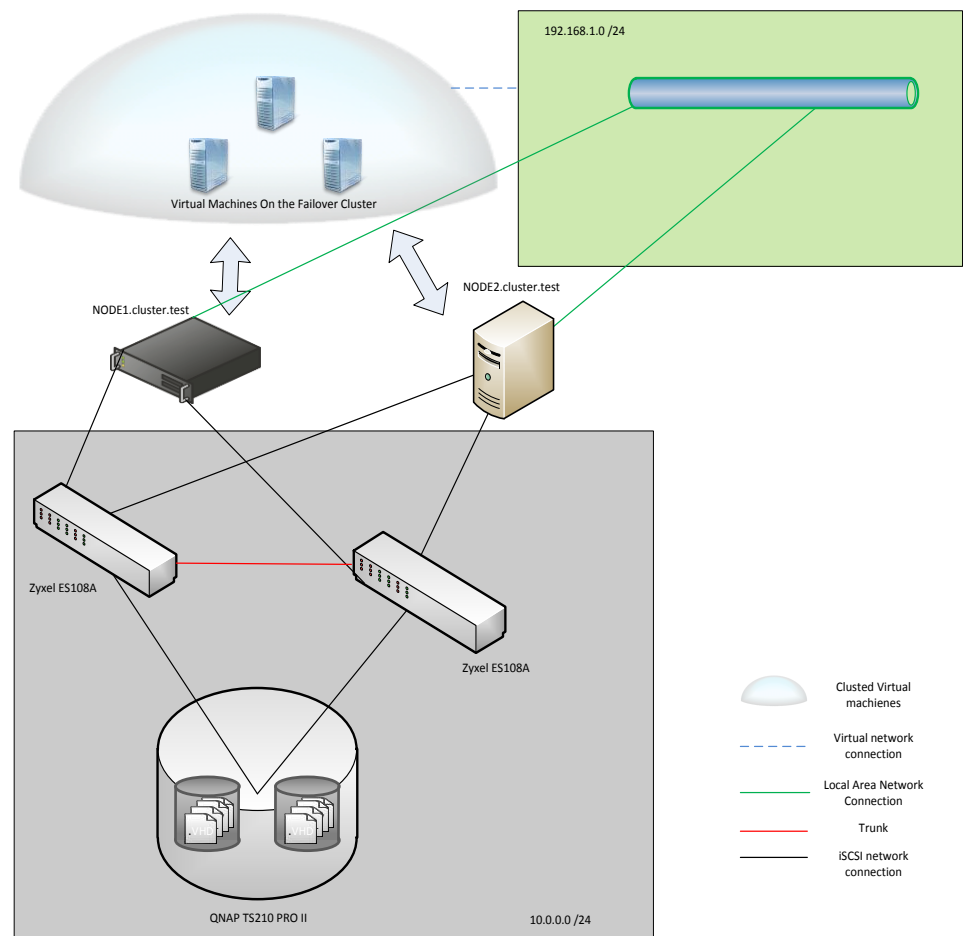 192.168.1.0 /24
Virtual Machines On the Failover Cluster
NODE1.cluster.test
NODE2.cluster.test
Zyxel ES108A
Zyxel ES108A
.VHD
.VHD
QNAP TS210 PRO II
10.0.0.0 /24
Clusted Virtual
machienes
Virtual network
connection
Local Area Network
Connection
Trunk
iSCSI network
connection